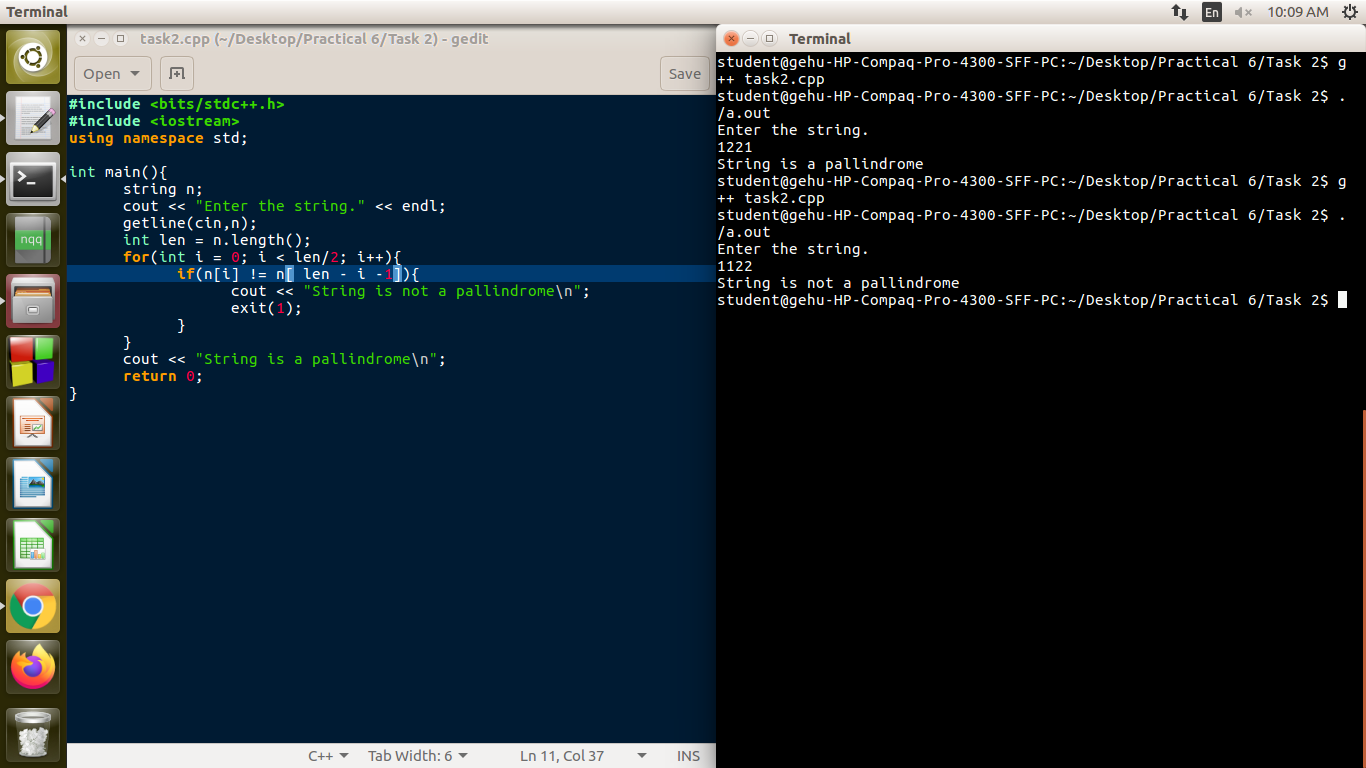 Terminal
En
10:09 AM
task2.cpp (~/Desktop/Practical 6/Task 2) - gedit
Open
Save
#include <bits/stdc++.h>
#include <iostream>
using namespace std;
int main(){
string n;
cout << "Enter the string." << endl;
getline(cin,n);
int len = n.length();
for(int i = 0; i < len/2; i++){
if(n[i] != n[ len - i -1]){
cout << "String is not a pallindrome\n";
exit(1);
}
}
cout << "String is a pallindrome\n";
return 0;
}
C++
Tab Width: 6
Ln 11, Col 37
INS
Terminal
student@gehu-HP-Compaq-Pro-4300-SFF-PC:~/Desktop/Practical 6/Task 2$ g
++ task2.cpp
student@gehu-HP-Compaq-Pro-4300-SFF-PC:~/Desktop/Practical 6/Task 2$ .
/a.out
Enter the string.
1221
String is a pallindrome
student@gehu-HP-Compaq-Pro-4300-SFF-PC:~/Desktop/Practical 6/Task 2$ g
++ task2.cpp
student@gehu-HP-Compaq-Pro-4300-SFF-PC:~/Desktop/Practical 6/Task 2$ .
/a.out
Enter the string.
1122
String is not a pallindrome
student@gehu-HP-Compaq-Pro-4300-SFF-PC:~/Desktop/Practical 6/Task 2$
>_
nqq